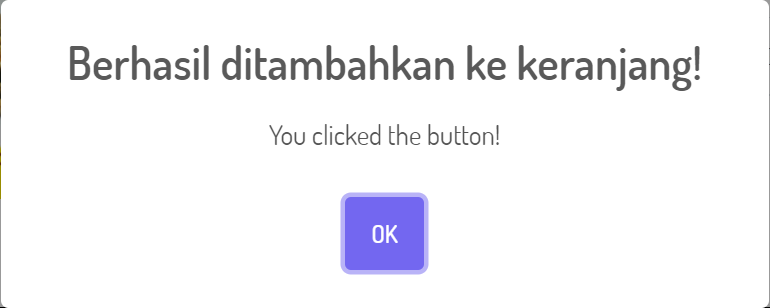 Berhasil ditambahkan ke keranjang!
You clicked the button!
OK